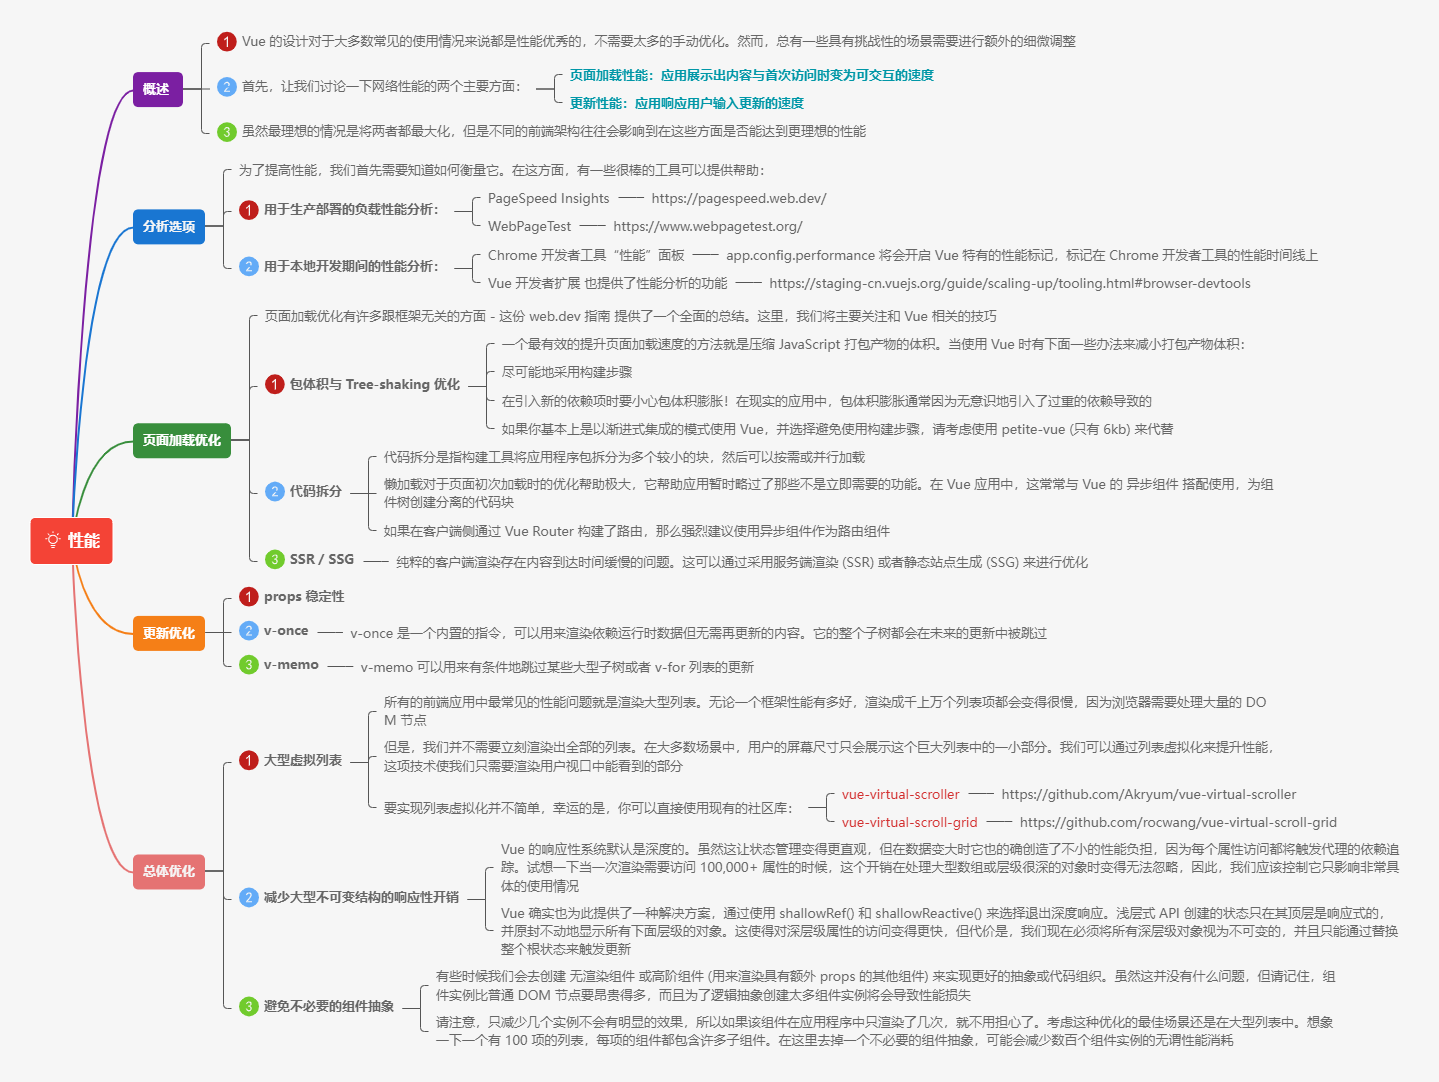 性能
概述
1 Vue 的设计对于大多数常见的使用情况来说都是性能优秀的，不需要太多的手动优化。然而，总有一些具有挑战性的场景需要进行额外的细微调整
2 首先，让我们讨论一下网络性能的两个主要方面：
页面加载性能：应用展示出内容与首次访问时变为可交互的速度
更新性能：应用响应用户输入更新的速度
3 虽然最理想的情况是将两者都最大化，但是不同的前端架构往往会影响到在这些方面是否能达到更理想的性能
分析选项
为了提高性能，我们首先需要知道如何衡量它。在这方面，有一些很棒的工具可以提供帮助：
1 用于生产部署的负载性能分析：
PageSpeed Insights
https://pagespeed.web.dev/
WebPageTest
https://www.webpagetest.org/
2 用于本地开发期间的性能分析：
Chrome 开发者工具“性能”面板
app.config.performance 将会开启 Vue 特有的性能标记，标记在 Chrome 开发者工具的性能时间线上
Vue 开发者扩展 也提供了性能分析的功能
https://staging-cn.vuejs.org/guide/scaling-up/tooling.html#browser-devtools
页面加载优化
页面加载优化有许多跟框架无关的方面 - 这份 web.dev 指南 提供了一个全面的总结。这里，我们将主要关注和 Vue 相关的技巧
1 包体积与 Tree-shaking 优化
一个最有效的提升页面加载速度的方法就是压缩 JavaScript 打包产物的体积。当使用 Vue 时有下面一些办法来减小打包产物体积：
尽可能地采用构建步骤
在引入新的依赖项时要小心包体积膨胀！在现实的应用中，包体积膨胀通常因为无意识地引入了过重的依赖导致的
如果你基本上是以渐进式集成的模式使用 Vue，并选择避免使用构建步骤，请考虑使用 petite-vue (只有 6kb) 来代替
2 代码拆分
代码拆分是指构建工具将应用程序包拆分为多个较小的块，然后可以按需或并行加载
懒加载对于页面初次加载时的优化帮助极大，它帮助应用暂时略过了那些不是立即需要的功能。在 Vue 应用中，这常常与 Vue 的 异步组件 搭配使用，为组
件树创建分离的代码块
如果在客户端侧通过 Vue Router 构建了路由，那么强烈建议使用异步组件作为路由组件
3 SSR / SSG
纯粹的客户端渲染存在内容到达时间缓慢的问题。这可以通过采用服务端渲染 (SSR) 或者静态站点生成 (SSG) 来进行优化
更新优化
1 props 稳定性
2 v-once
v-once 是一个内置的指令，可以用来渲染依赖运行时数据但无需再更新的内容。它的整个子树都会在未来的更新中被跳过
3 v-memo
v-memo 可以用来有条件地跳过某些大型子树或者 v-for 列表的更新
总体优化
1 大型虚拟列表
所有的前端应用中最常见的性能问题就是渲染大型列表。无论一个框架性能有多好，渲染成千上万个列表项都会变得很慢，因为浏览器需要处理大量的 DO
M 节点
但是，我们并不需要立刻渲染出全部的列表。在大多数场景中，用户的屏幕尺寸只会展示这个巨大列表中的一小部分。我们可以通过列表虚拟化来提升性能，
这项技术使我们只需要渲染用户视口中能看到的部分
要实现列表虚拟化并不简单，幸运的是，你可以直接使用现有的社区库：
vue-virtual-scroller
https://github.com/Akryum/vue-virtual-scroller
vue-virtual-scroll-grid
https://github.com/rocwang/vue-virtual-scroll-grid
2 减少大型不可变结构的响应性开销
Vue 的响应性系统默认是深度的。虽然这让状态管理变得更直观，但在数据变大时它也的确创造了不小的性能负担，因为每个属性访问都将触发代理的依赖追
踪。试想一下当一次渲染需要访问 100,000+ 属性的时候，这个开销在处理大型数组或层级很深的对象时变得无法忽略，因此，我们应该控制它只影响非常具
体的使用情况
Vue 确实也为此提供了一种解决方案，通过使用 shallowRef() 和 shallowReactive() 来选择退出深度响应。浅层式 API 创建的状态只在其顶层是响应式的，
并原封不动地显示所有下面层级的对象。这使得对深层级属性的访问变得更快，但代价是，我们现在必须将所有深层级对象视为不可变的，并且只能通过替换
整个根状态来触发更新
3 避免不必要的组件抽象
有些时候我们会去创建 无渲染组件 或高阶组件 (用来渲染具有额外 props 的其他组件) 来实现更好的抽象或代码组织。虽然这并没有什么问题，但请记住，组
件实例比普通 DOM 节点要昂贵得多，而且为了逻辑抽象创建太多组件实例将会导致性能损失
请注意，只减少几个实例不会有明显的效果，所以如果该组件在应用程序中只渲染了几次，就不用担心了。考虑这种优化的最佳场景还是在大型列表中。想象
一下一个有 100 项的列表，每项的组件都包含许多子组件。在这里去掉一个不必要的组件抽象，可能会减少数百个组件实例的无谓性能消耗